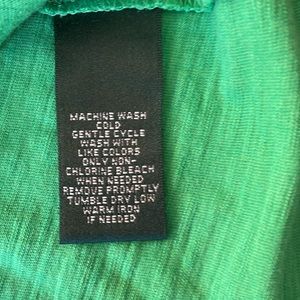 MACHINE WASH
COLD
GENTLE CYCLE
WASH WITH
LIKE COLORS
ONLY NON-
CHLORINE BLEACH
WHEN NEEDED
REMOVE PROMPTLY
TUMBLE DRY LOW
WARM IRON
IF NEEDED